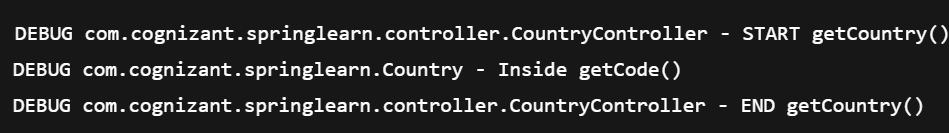 DEBUG com.cognizant.springlearn.controller.CountryController - START getCountry()
DEBUG com.cognizant.springlearn.Country - Inside getCode()
DEBUG com.cognizant.springlearn.controller.CountryController - END getCountry()